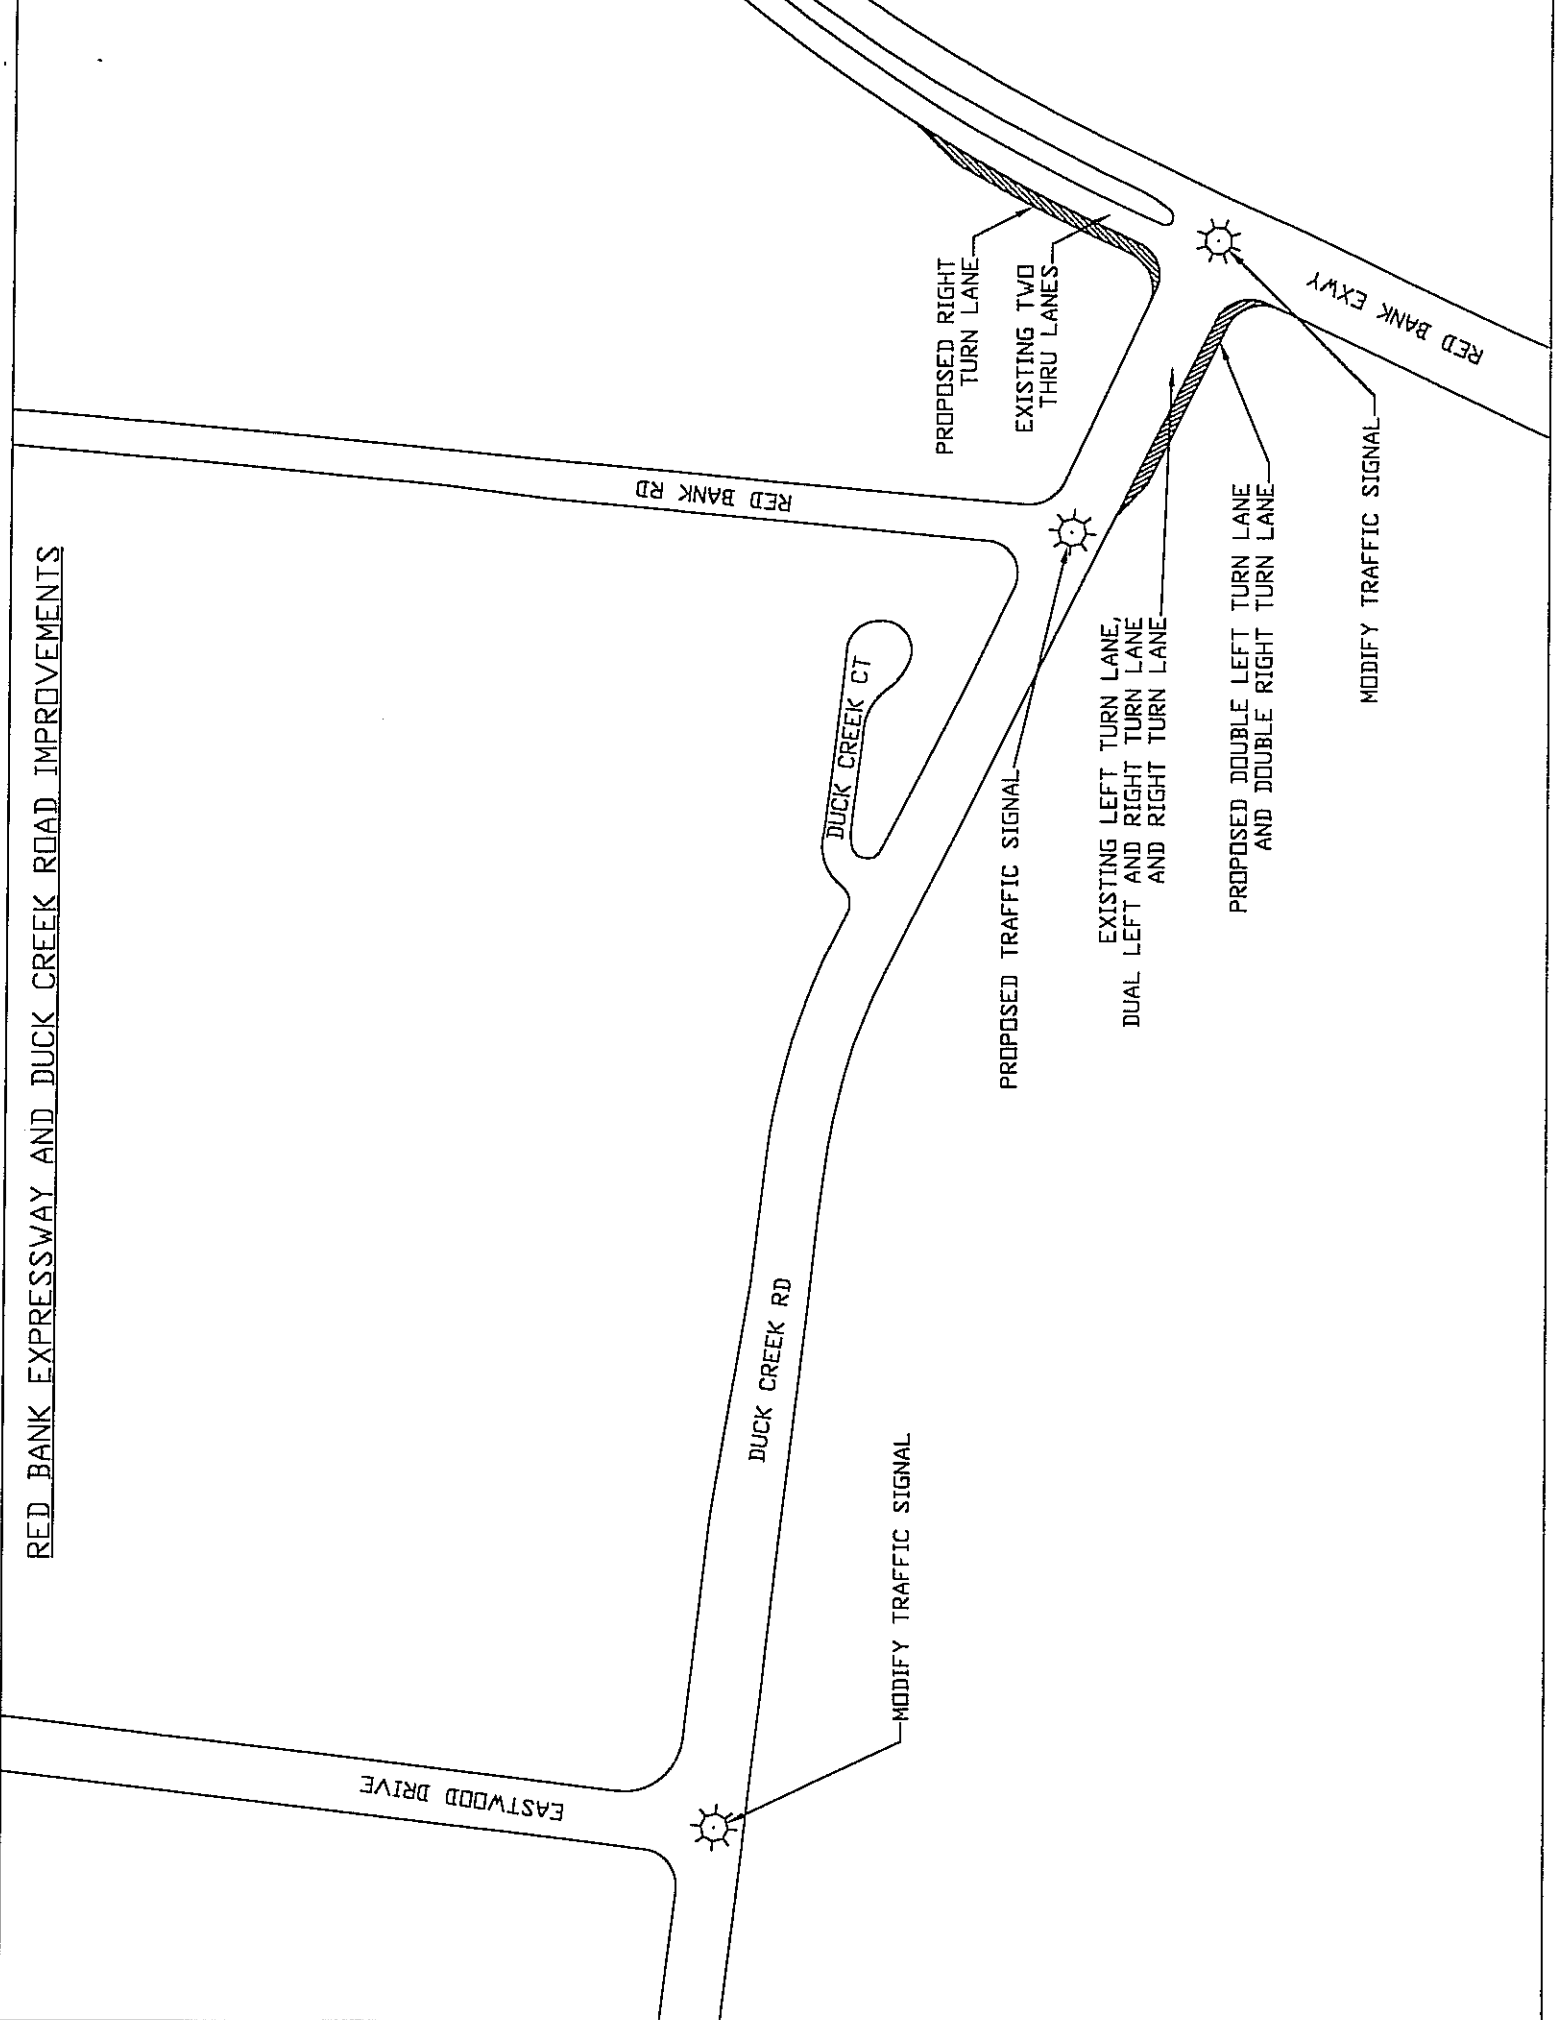 RED BANK EXPRESSWAY AND DUCK CREEK ROAD IMPROVEMENTS
EASTWOOD DRIVE
MODIFY TRAFFIC SIGNAL
DUCK CREEK RD
DUCK CREEK CT
RED BANK RD
PROPOSED RIGHT
TURN LANE
EXISTING TWO
THRU LANES
PROPOSED TRAFFIC SIGNAL
EXISTING LEFT TURN LANE,
DUAL LEFT AND RIGHT TURN LANE
AND RIGHT TURN LANE
PROPOSED DOUBLE LEFT TURN LANE
AND DOUBLE RIGHT TURN LANE
MODIFY TRAFFIC SIGNAL
RED BANK EXWY